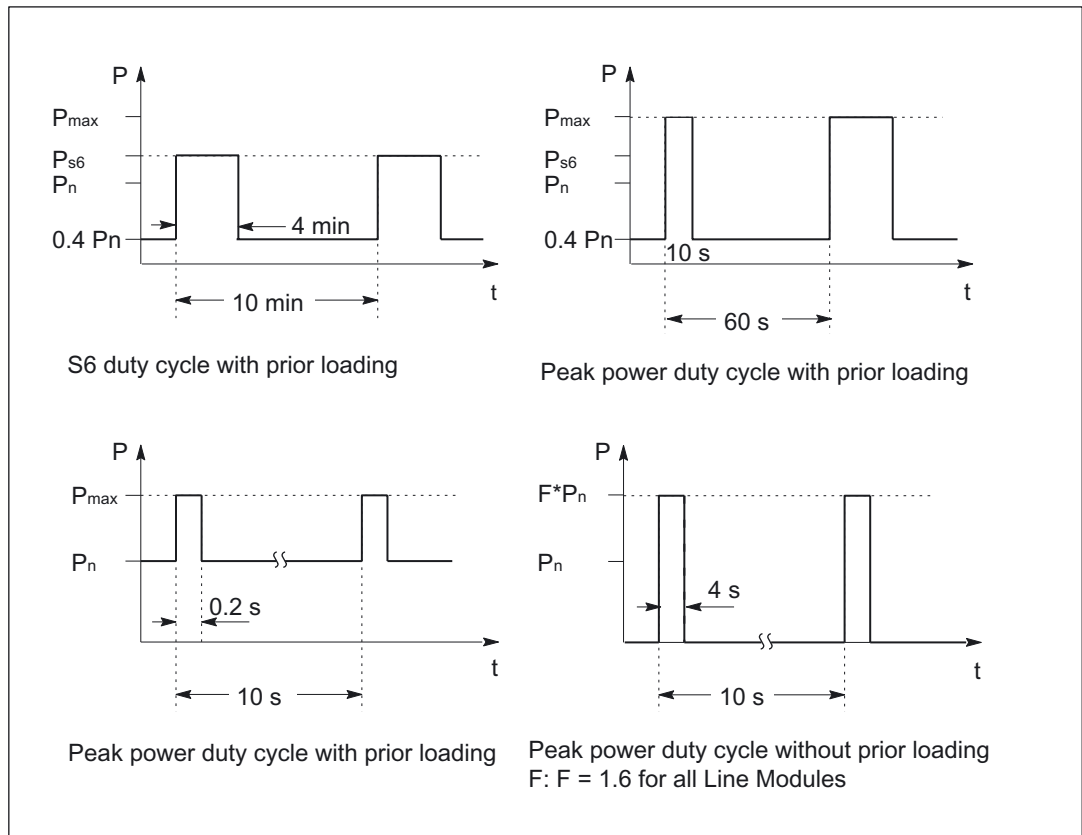 P
Pmax
Ps6
Pn
0.4 Pn
4 min
t
10 min
S6 duty cycle with prior loading
P
Pmax
Ps6
Pn
0.4 Pn
10 s
t
60 s
Peak power duty cycle with prior loading
P
Pmax
Pn
0.2 s
t
10 s
Peak power duty cycle with prior loading
P
F*Pn
Pn
4 s
t
10 s
Peak power duty cycle without prior loading
F: F = 1.6 for all Line Modules